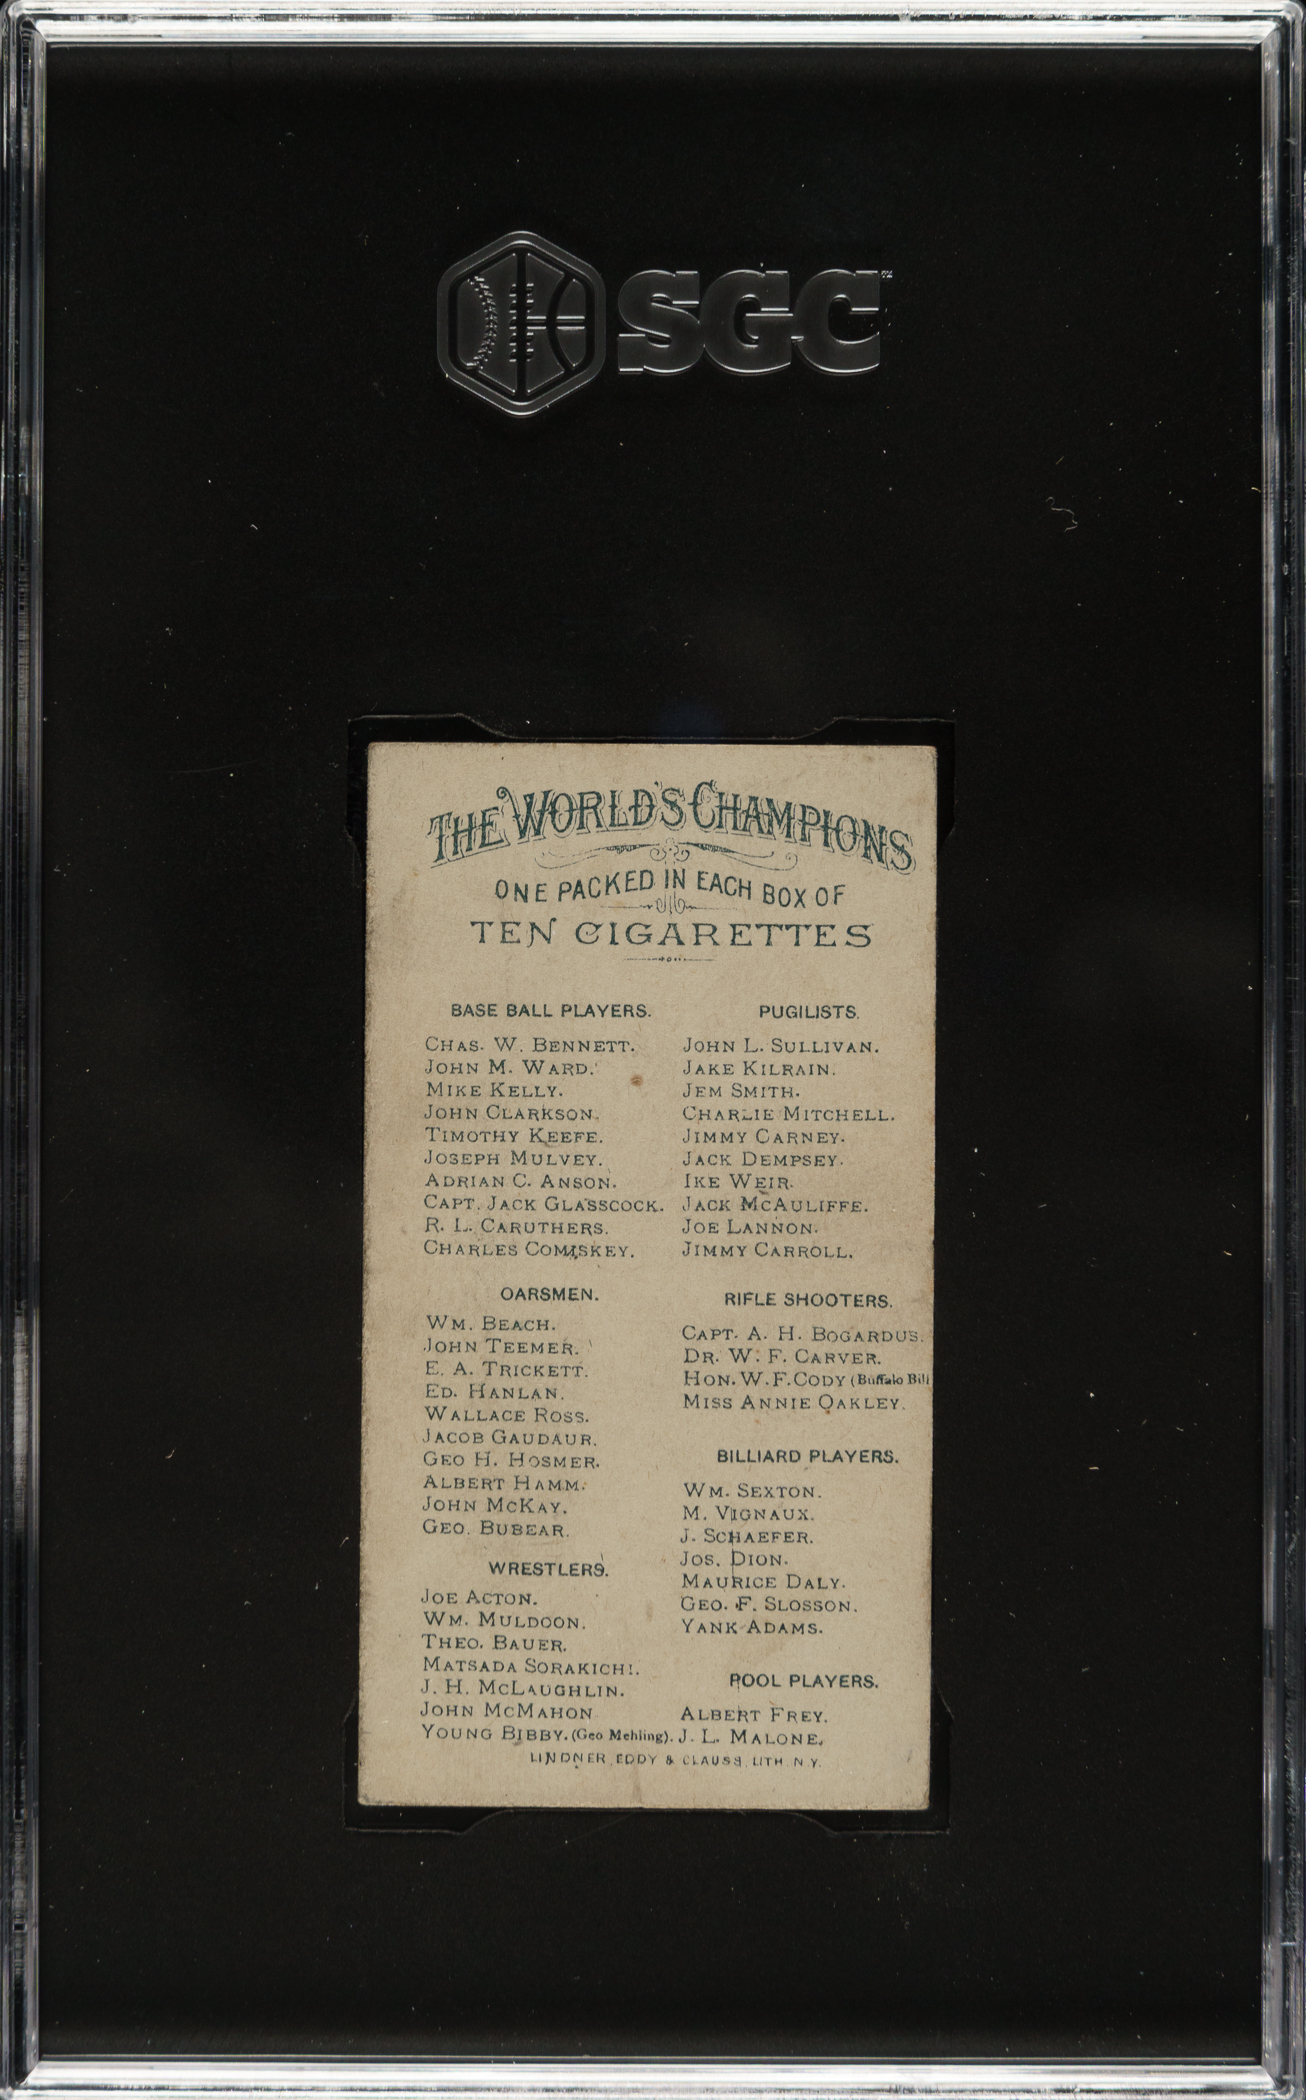 SGC
THE WORLD'S CHAMPIONS
ONE PACKED IN EACH BOX OF
TEN CIGARETTES
BASE BALL PLAYERS.
CHAS. W. BENNETT.
JOHN M. WARD.
MIKE KELLY.
JOHN CLARKSON.
TIMOTHY KEEFE.
JOSEPH MULVEY.
ADRIAN C. ANSON.
CAPT. JACK GLASSCOCK.
R. L. CARUTHERS.
CHARLES COMISKEY.
OARSMEN.
WM. BEACH.
JOHN TEEMER.
E. A. TRICKETT.
ED. HANLAN.
WALLACE ROSS.
JACOB GAUDAUR.
GEO H. HOSMER.
ALBERT HAMM.
JOHN MCKAY.
GEO. BUBEAR.
WRESTLERS.
JOE ACTON.
WM. MULDOON.
THEO. BAUER.
MATSADA SORAKICHI.
J. H. MCLAUGHLIN.
JOHN MCMAHON
YOUNG BIBBY. (Geo Mehling).
PUGILISTS.
JOHN L. SULLIVAN.
JAKE KILRAIN.
JEM SMITH.
CHARLIE MITCHELL.
JIMMY CARNEY.
JACK DEMPSEY.
IKE WEIR.
JACK MCAULIFFE.
JOE LANNON.
JIMMY CARROLL.
RIFLE SHOOTERS.
CAPT. A. H. BOGARDUS.
DR. W. F. CARVER.
HON. W. F. CODY (Buffalo Bill
MISS ANNIE OAKLEY.
BILLIARD PLAYERS.
WM. SEXTON.
M. VIGNAUX.
J. SCHAEFER.
JOS. DION.
MAURICE DALY.
GEO. F. SLOSSON.
YANK ADAMS.
POOL PLAYERS.
ALBERT FREY.
J. L. MALONE.
LINDNER, EDDY & CLAUSS, LITH. N.Y.